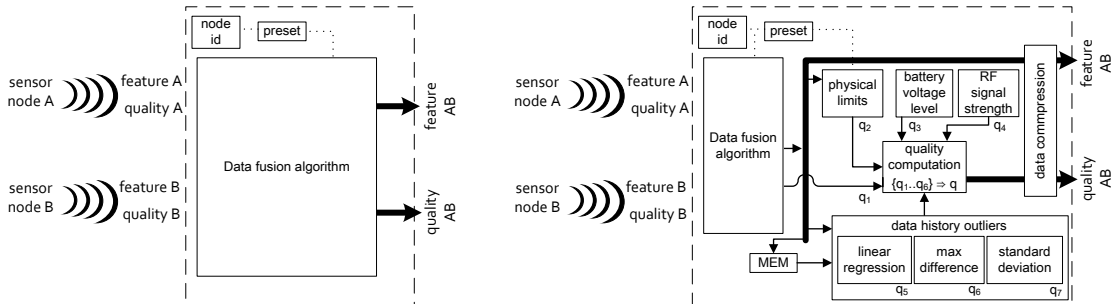 node
id
preset
sensor
node A
feature A
quality A
Data fusion algorithm
feature
AB
sensor
node B
feature B
quality B
quality
AB
node
id
preset
sensor
node A
feature A
quality A
Data fusion
algorithm
physical
limits
q2
battery
voltage
level
q3
RF
signal
strength
q4
data commpression
feature
AB
quality
computation
{q1..q6} ⇒ q
q1
sensor
node B
feature B
quality B
quality
AB
MEM
data history outliers
linear
regression
q5
max
difference
q6
standard
deviation
q7